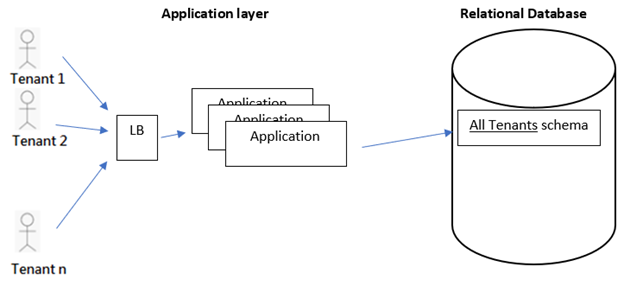 Application layer
Relational Database
Tenant 1
Tenant 2
Tenant n
LB
Application
Application
Application
All Tenants schema